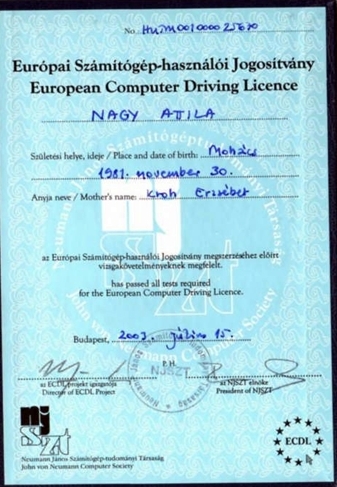 No. HUJM0010000025670
Európai Számítógép-használói Jogosítvány
European Computer Driving Licence
NAGY ATILA
Születési helye, ideje / Place and date of birth: Mohács
1981. november 30.
Anyja neve / Mother's name: Kroh Erzsébet
az Európai Számítógép-használói Jogosítvány megszerzéséhez előírt
vizsgakövetelményeknek megfelelt.
has passed all tests required
for the European Computer Driving Licence.
Budapest, 2003. július 15.
P.H.
NJSZT
az ECDL projekt igazgatója
Director of ECDL Project
az NJSZT elnöke
President of NJSZT
nj
szt
ECDL
Neumann János Számítógép-tudományi Társaság
John von Neumann Computer Society